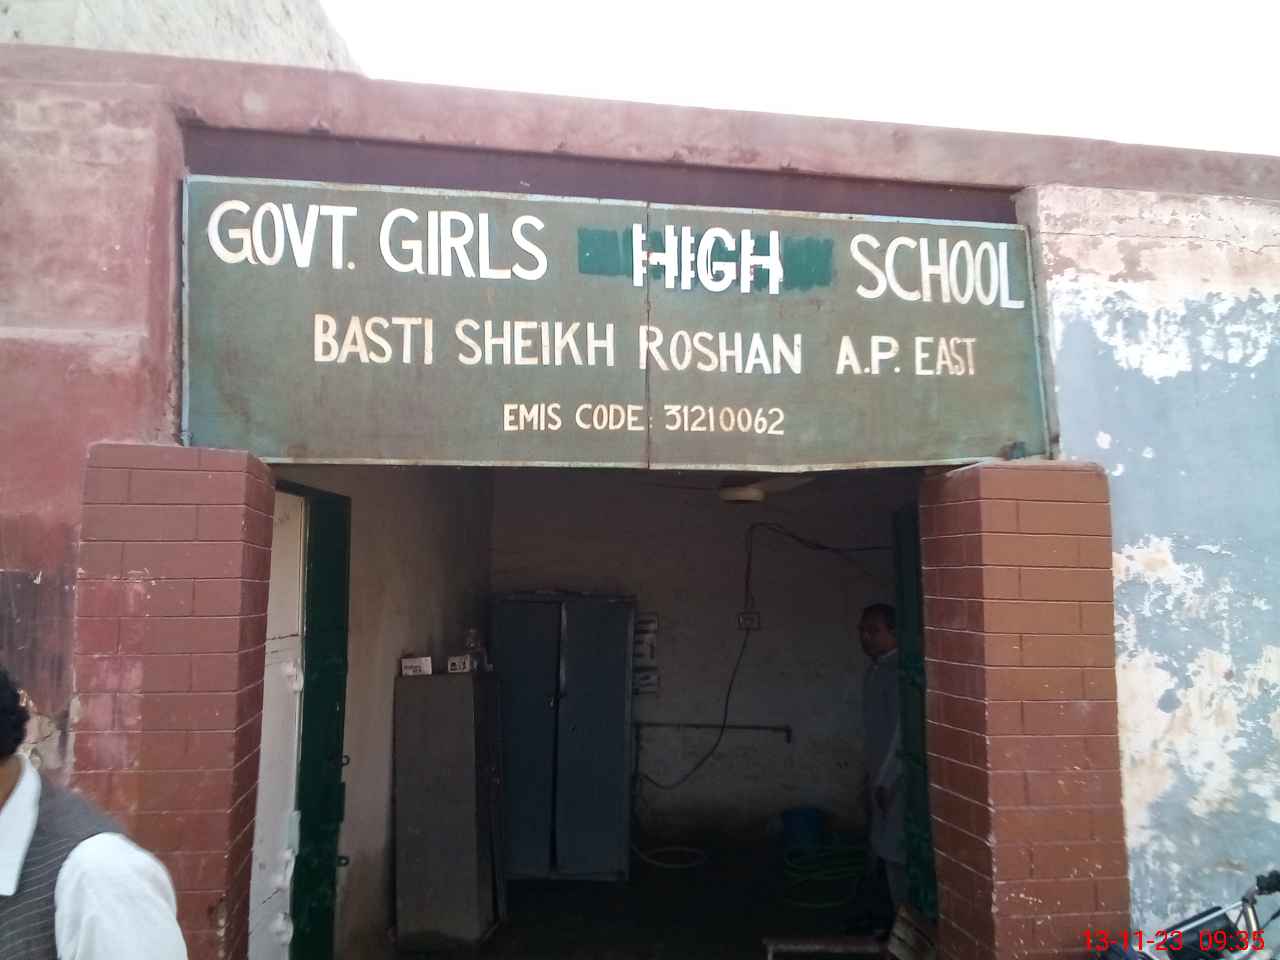 GOVT. GIRLS HIGH SCHOOL
BASTI SHEIKH ROSHAN A.P. EAST
EMIS CODE: 31210062
13-11-23 09:35